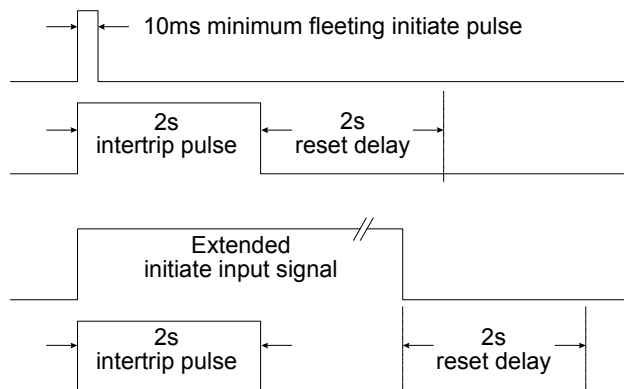 10ms minimum fleeting initiate pulse
2s
intertrip pulse
2s
reset delay
Extended
initiate input signal
2s
intertrip pulse
2s
reset delay